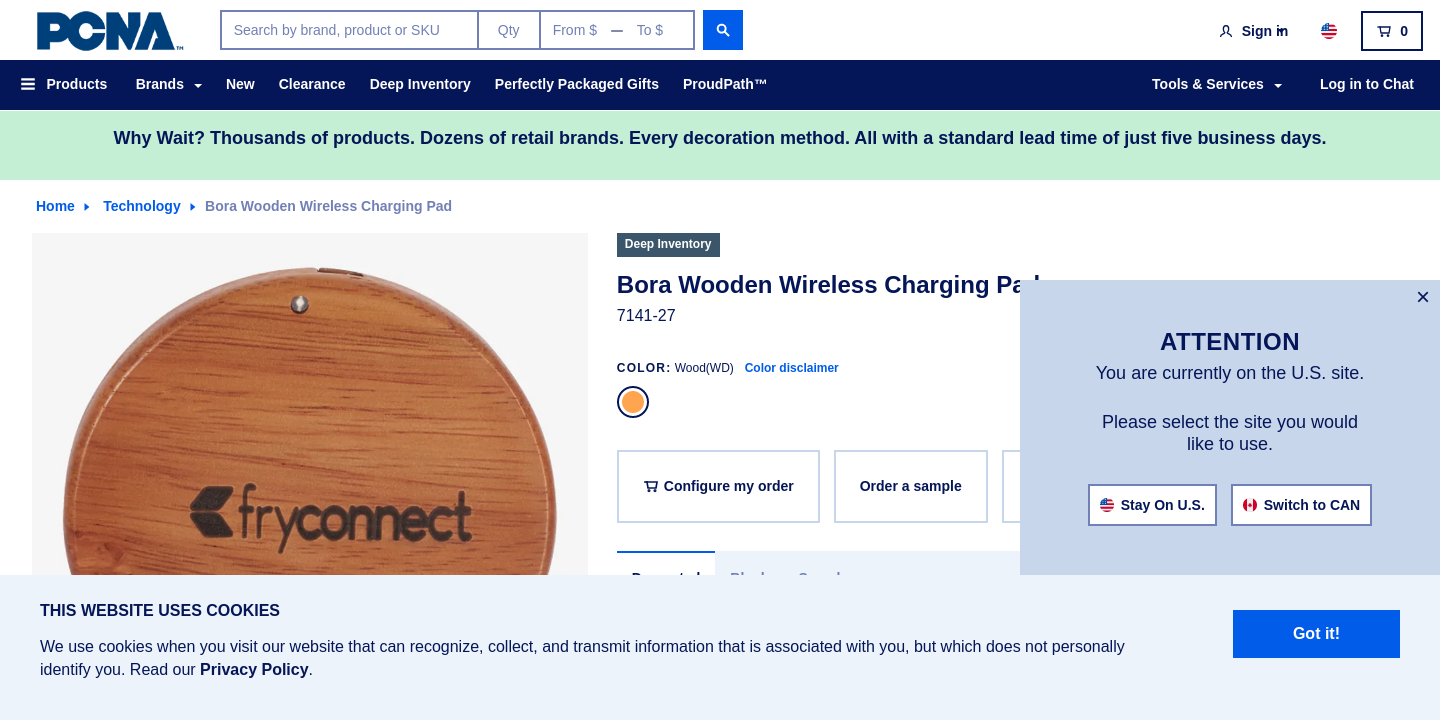 PCNA™
Search by brand, product or SKU
Qty
From $ — To $
Sign in
0
Products
Brands
New
Clearance
Deep Inventory
Perfectly Packaged Gifts
ProudPath™
Tools & Services
Log in to Chat
Why Wait? Thousands of products. Dozens of retail brands. Every decoration method. All with a standard lead time of just five business days.
Home
Technology
Bora Wooden Wireless Charging Pad
fryconnect
Deep Inventory
Bora Wooden Wireless Charging Pad
7141-27
COLOR: Wood(WD) Color disclaimer
Configure my order
Order a sample
×
ATTENTION
You are currently on the U.S. site.
Please select the site you would
like to use.
Stay On U.S.
Switch to CAN
THIS WEBSITE USES COOKIES
We use cookies when you visit our website that can recognize, collect, and transmit information that is associated with you, but which does not personally
identify you. Read our Privacy Policy.
Got it!